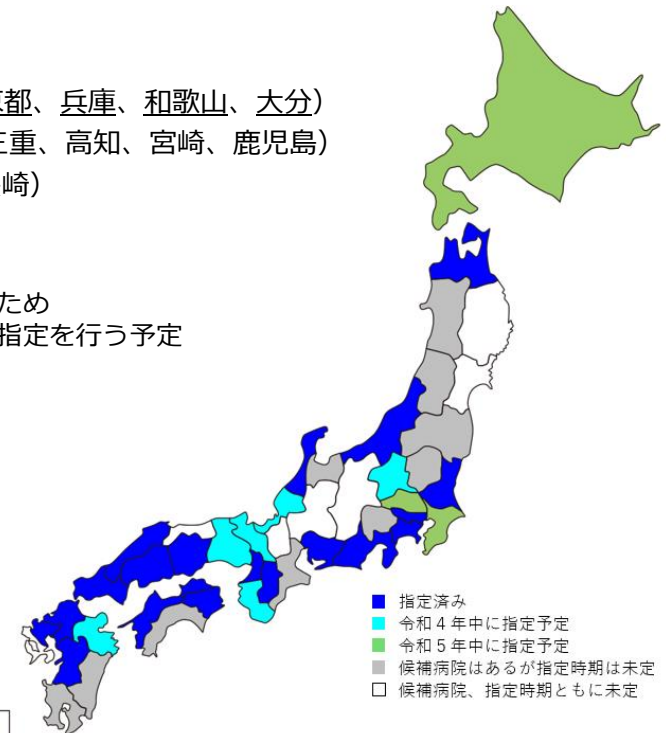 都、兵庫、和歌山、大分）
重、高知、宮崎、鹿児島）
崎）
ため
指定を行う予定
指定済み
令和４年中に指定予定
令和５年中に指定予定
候補病院はあるが指定時期は未定
候補病院、指定時期ともに未定